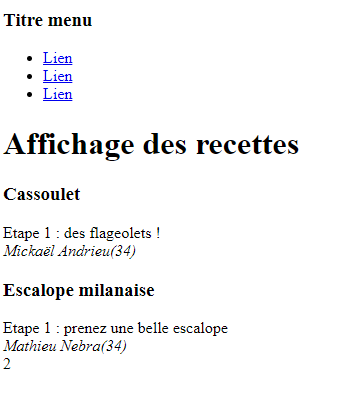 Titre menu
Lien
Lien
Lien
Affichage des recettes
Cassoulet
Etape 1 : des flageolets !
Mickaël Andrieu(34)
Escalope milanaise
Etape 1 : prenez une belle escalope
Mathieu Nebra(34)
2